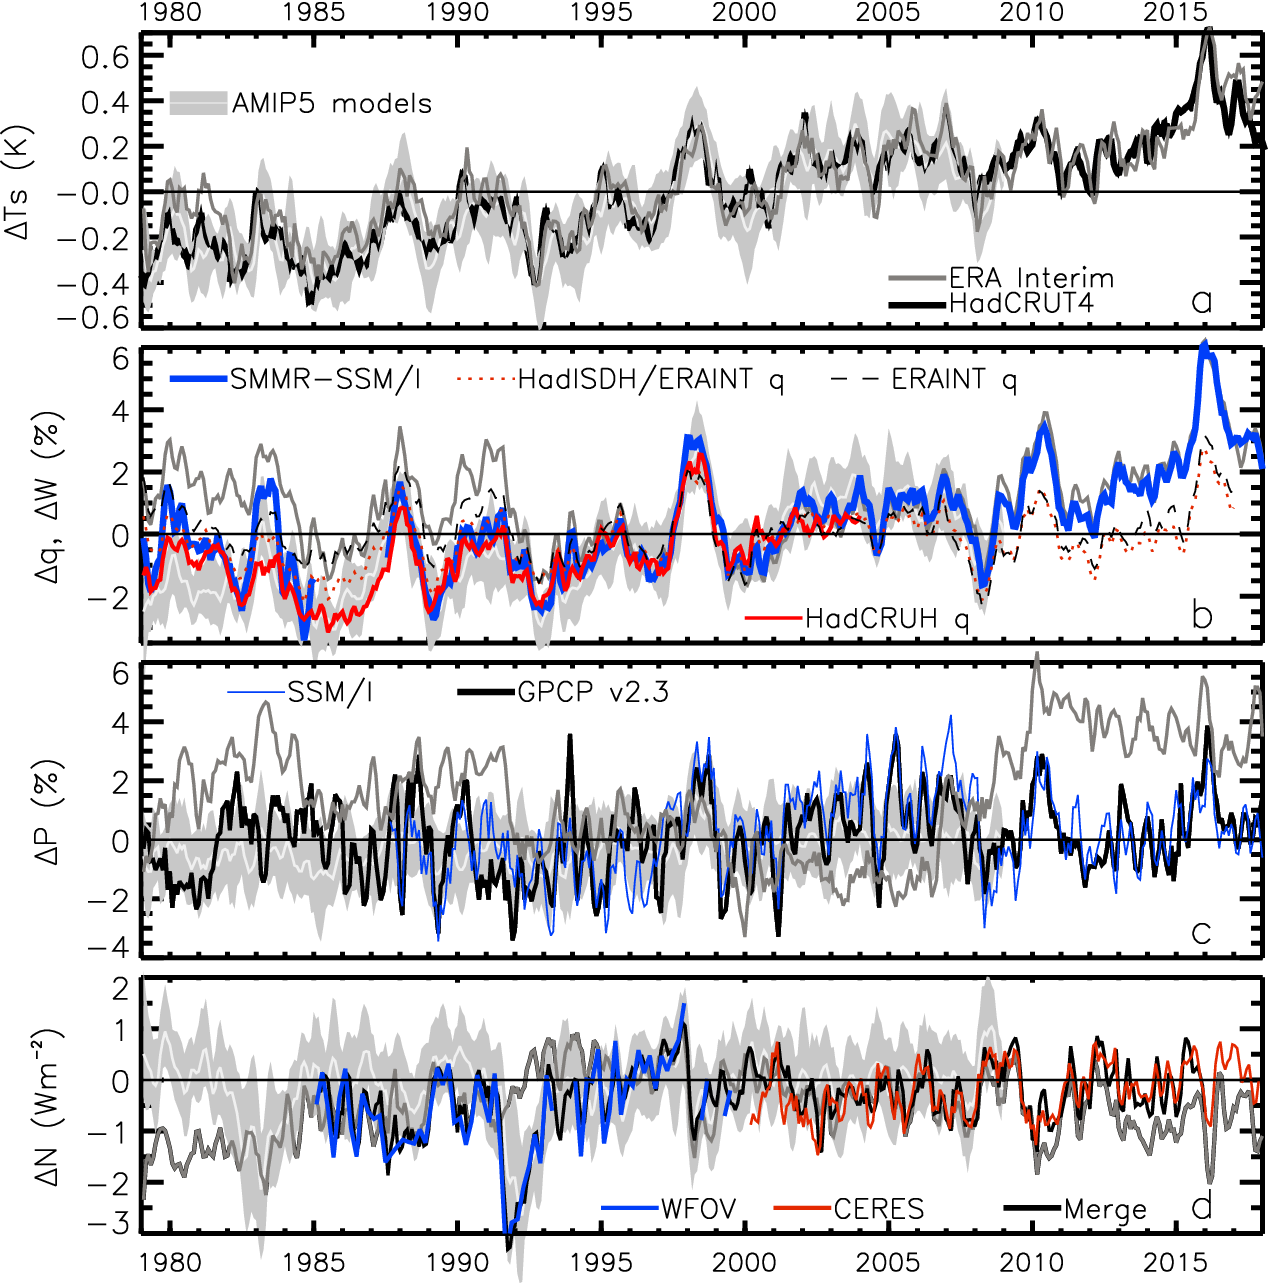 1980 1985 1990 1995 2000 2005 2010 2015
0.6
0.4
0.2
−0.0
−0.2
−0.4
−0.6
ΔTs (K)
AMIP5 models
ERA Interim
HadCRUT4
a
6
4
2
0
−2
Δq, ΔW (%)
SMMR−SSM/I HadISDH/ERAINT q ERAINT q
HadCRUH q
b
6
4
2
0
−2
−4
ΔP (%)
SSM/I GPCP v2.3
c
2
1
0
−1
−2
−3
ΔN (Wm⁻²)
WFOV CERES Merge
d
1980 1985 1990 1995 2000 2005 2010 2015